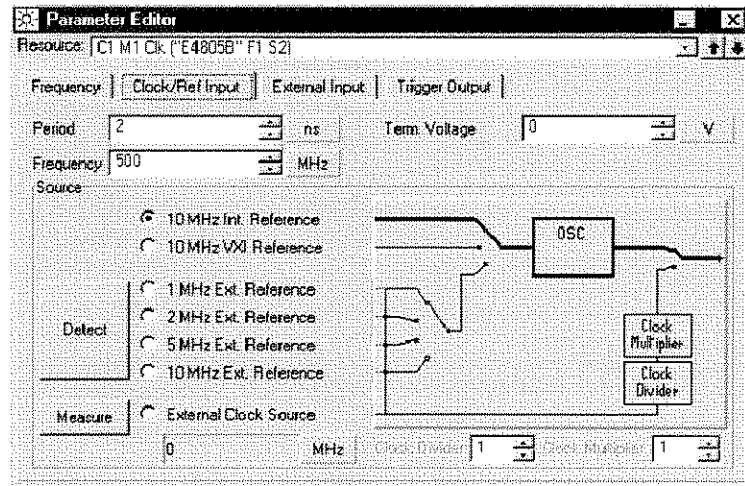 Parameter Editor
Resource: C1 M1 Clk ("E4805B" F1 S2)
Frequency Clock/Ref Input External Input Trigger Output
Period 2 ns Term. Voltage 0 V
Frequency 500 MHz
Source
10 MHz Int. Reference
10 MHz VXI Reference
OSC
1 MHz Ext. Reference
2 MHz Ext. Reference
Detect
5 MHz Ext. Reference
10 MHz Ext. Reference
Clock Multiplier
Clock Divider
Measure External Clock Source
0 MHz Clock Divider 1 Clock Multiplier 1